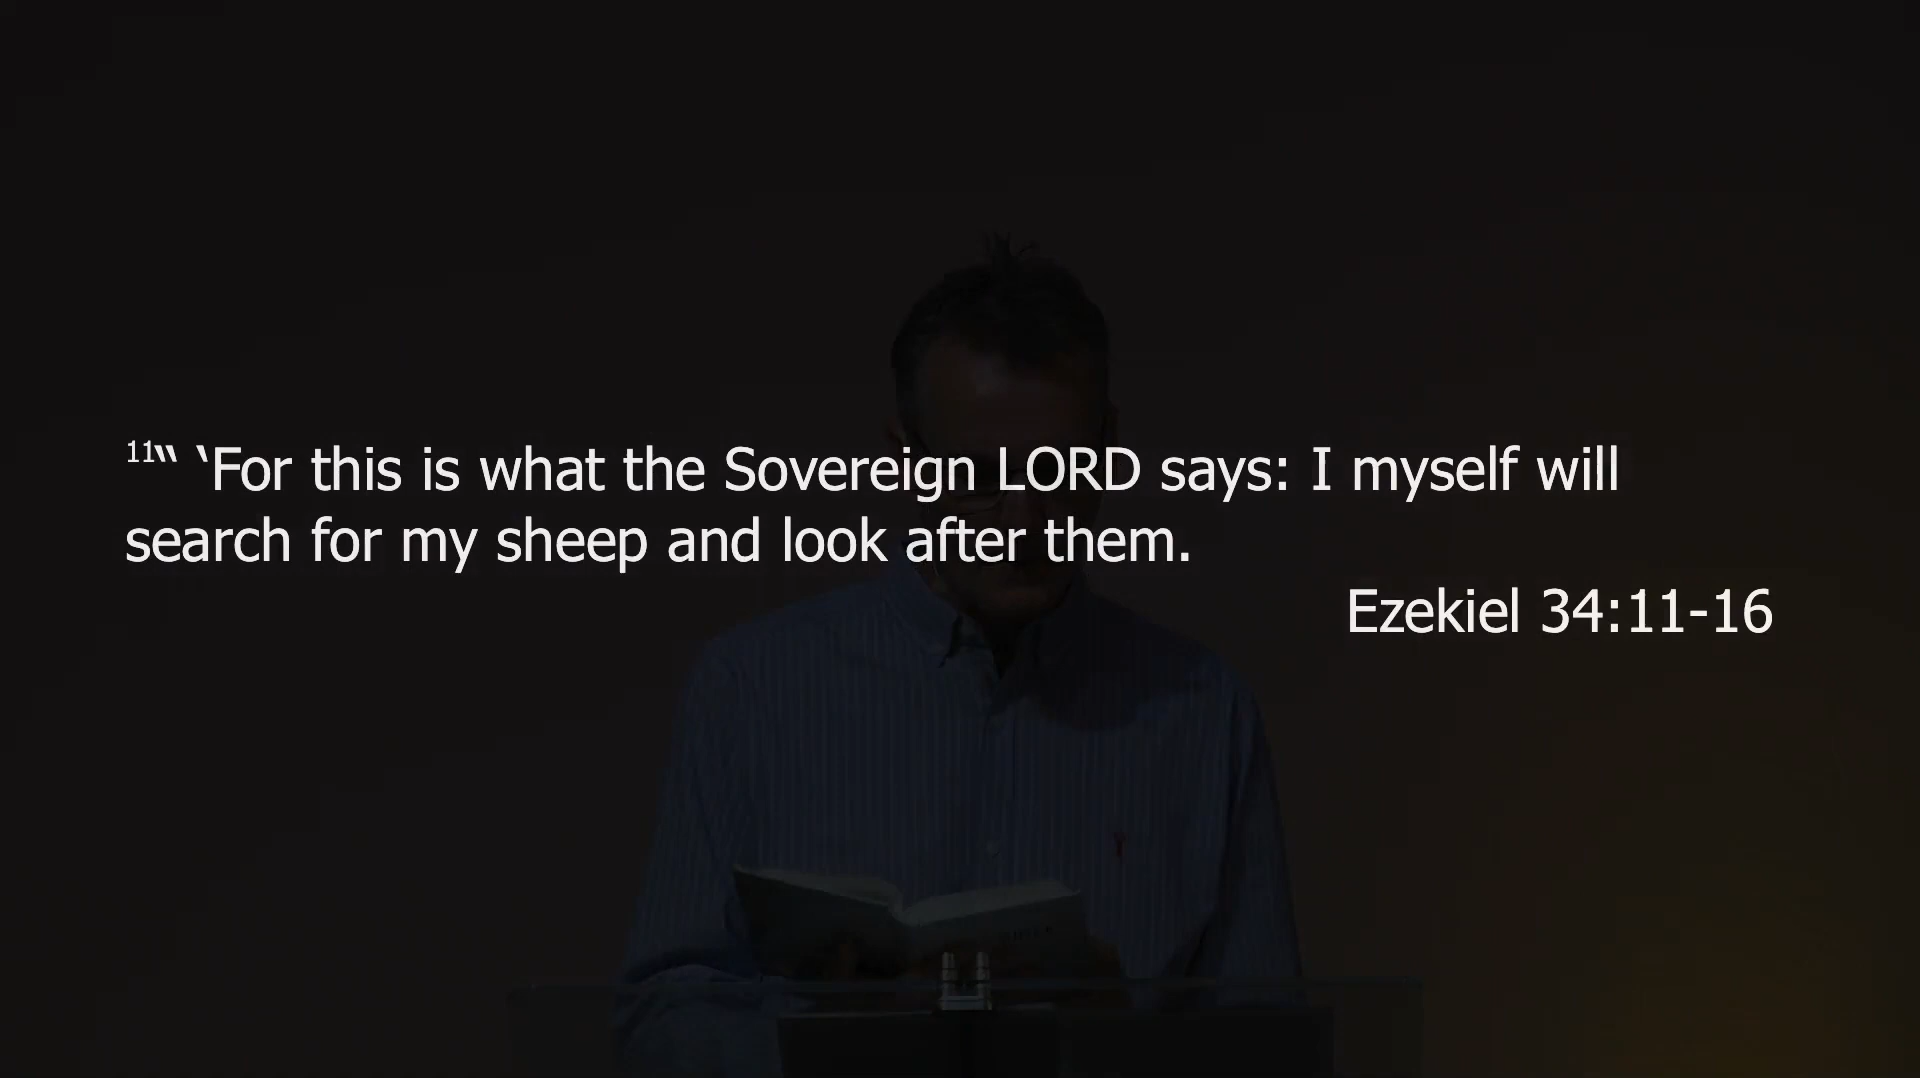 11“ ‘For this is what the Sovereign LORD says: I myself will
search for my sheep and look after them.
Ezekiel 34:11-16